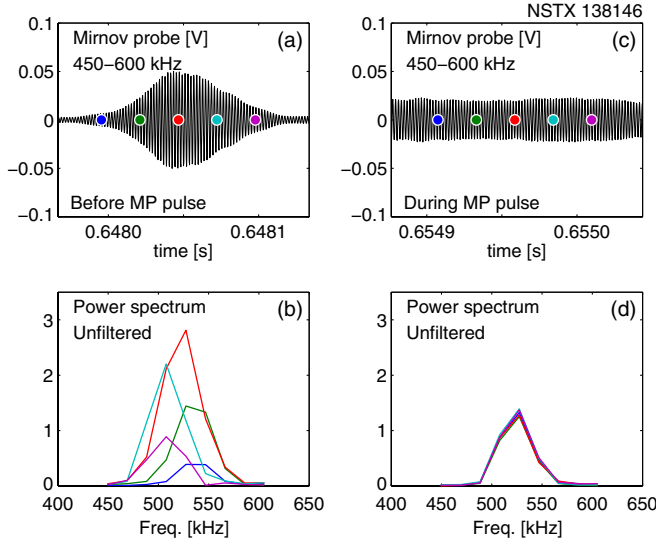 NSTX 138146
Mirnov probe [V] (a)
450−600 kHz
0.1
0.05
0
−0.05
−0.1
Before MP pulse
0.6480 0.6481
time [s]
Mirnov probe [V] (c)
450−600 kHz
0.1
0.05
0
−0.05
−0.1
During MP pulse
0.6549 0.6550
time [s]
Power spectrum (b)
Unfiltered
3
2
1
0
400 450 500 550 600 650
Freq. [kHz]
Power spectrum (d)
Unfiltered
3
2
1
0
400 450 500 550 600 650
Freq. [kHz]